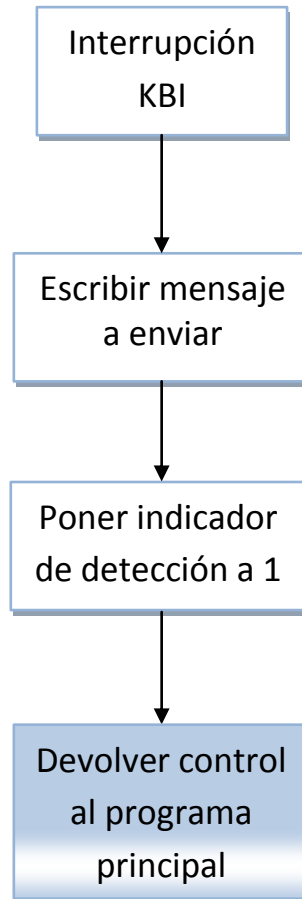 Interrupción
KBI
Escribir mensaje
a enviar
Poner indicador
de detección a 1
Devolver control
al programa
principal